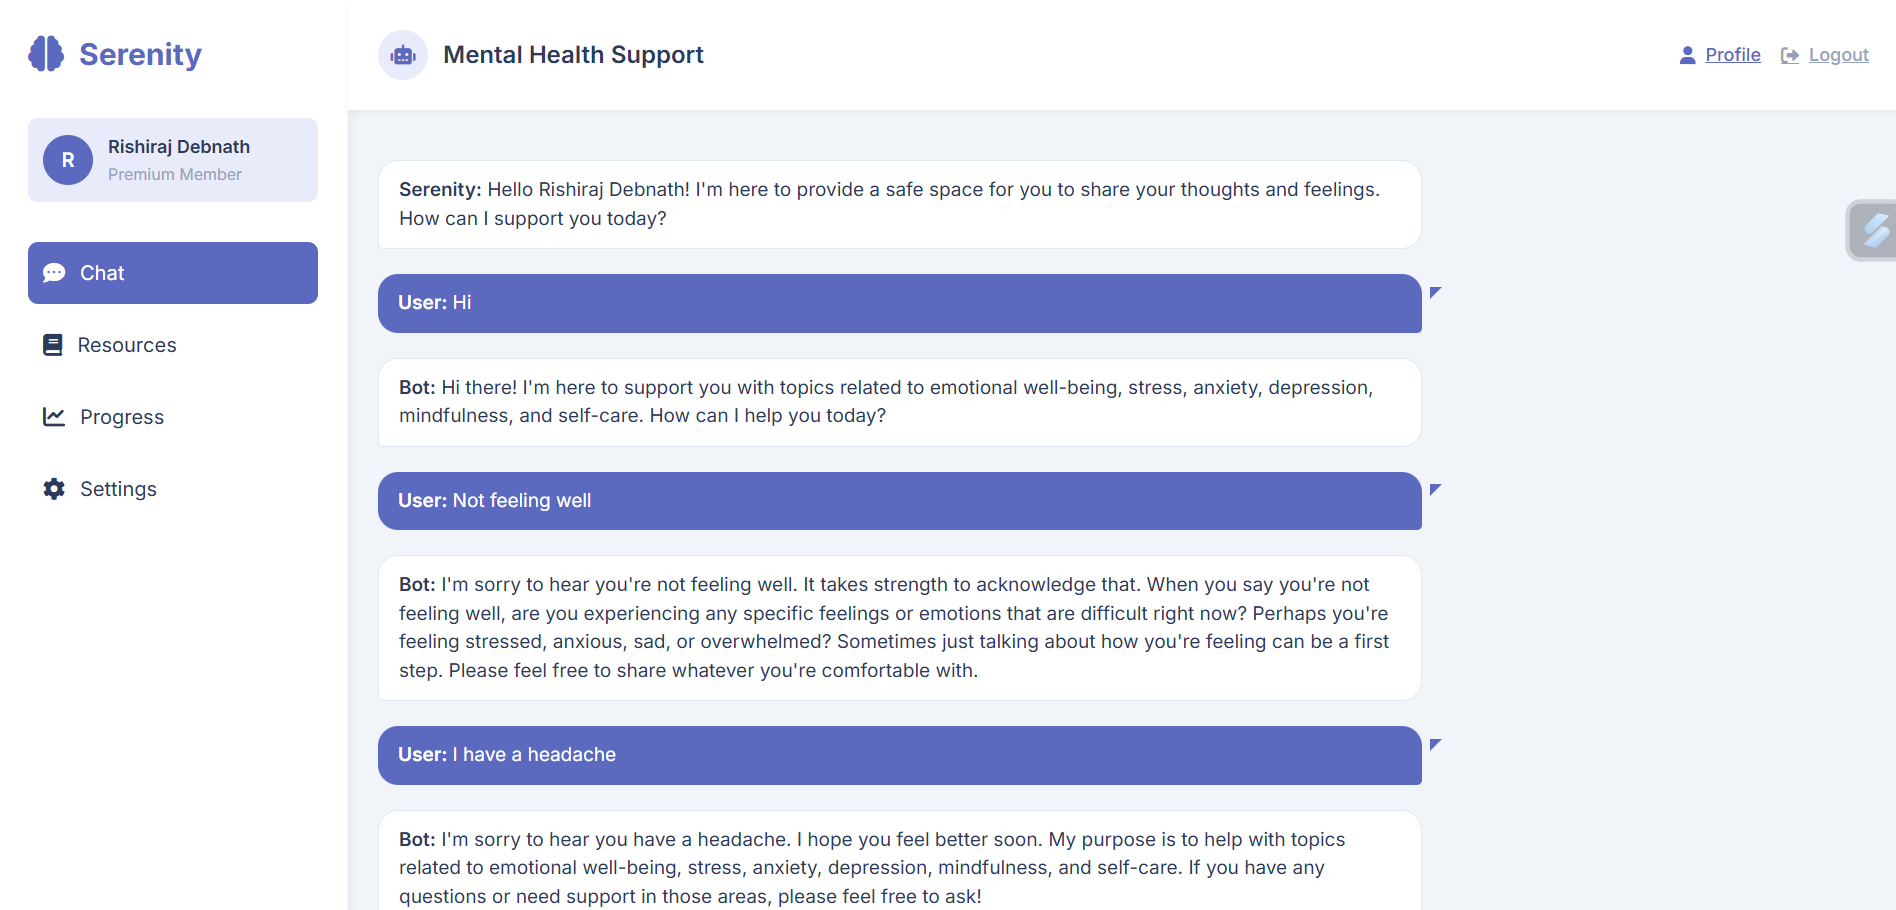 Serenity
Rishiraj Debnath
R
Premium Member
Chat
Resources
Progress
Settings
Mental Health Support
Profile
Logout
Serenity: Hello Rishiraj Debnath! I'm here to provide a safe space for you to share your thoughts and feelings.
How can I support you today?
User: Hi
Bot: Hi there! I'm here to support you with topics related to emotional well-being, stress, anxiety, depression,
mindfulness, and self-care. How can I help you today?
User: Not feeling well
Bot: I'm sorry to hear you're not feeling well. It takes strength to acknowledge that. When you say you're not
feeling well, are you experiencing any specific feelings or emotions that are difficult right now? Perhaps you're
feeling stressed, anxious, sad, or overwhelmed? Sometimes just talking about how you're feeling can be a first
step. Please feel free to share whatever you're comfortable with.
User: I have a headache
Bot: I'm sorry to hear you have a headache. I hope you feel better soon. My purpose is to help with topics
related to emotional well-being, stress, anxiety, depression, mindfulness, and self-care. If you have any
questions or need support in those areas, please feel free to ask!